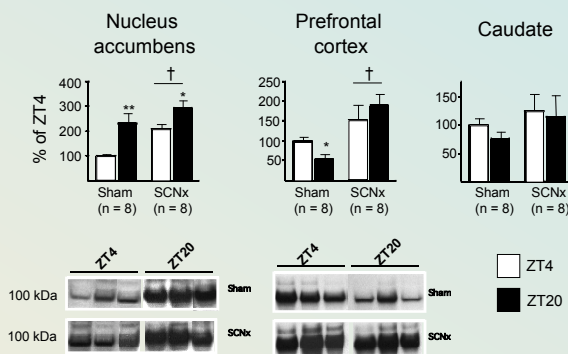 Nucleus
accumbens
Prefrontal
cortex
Caudate
% of ZT4
400
300
200
100
**
†
*
Sham
(n = 8)
SCNx
(n = 8)
250
200
150
100
50
*
†
Sham
(n = 8)
SCNx
(n = 8)
200
150
100
50
Sham
(n = 8)
SCNx
(n = 8)
ZT4
ZT20
ZT4
ZT20
100 kDa
Sham
Sham
100 kDa
SCNx
SCNx
ZT4
ZT20